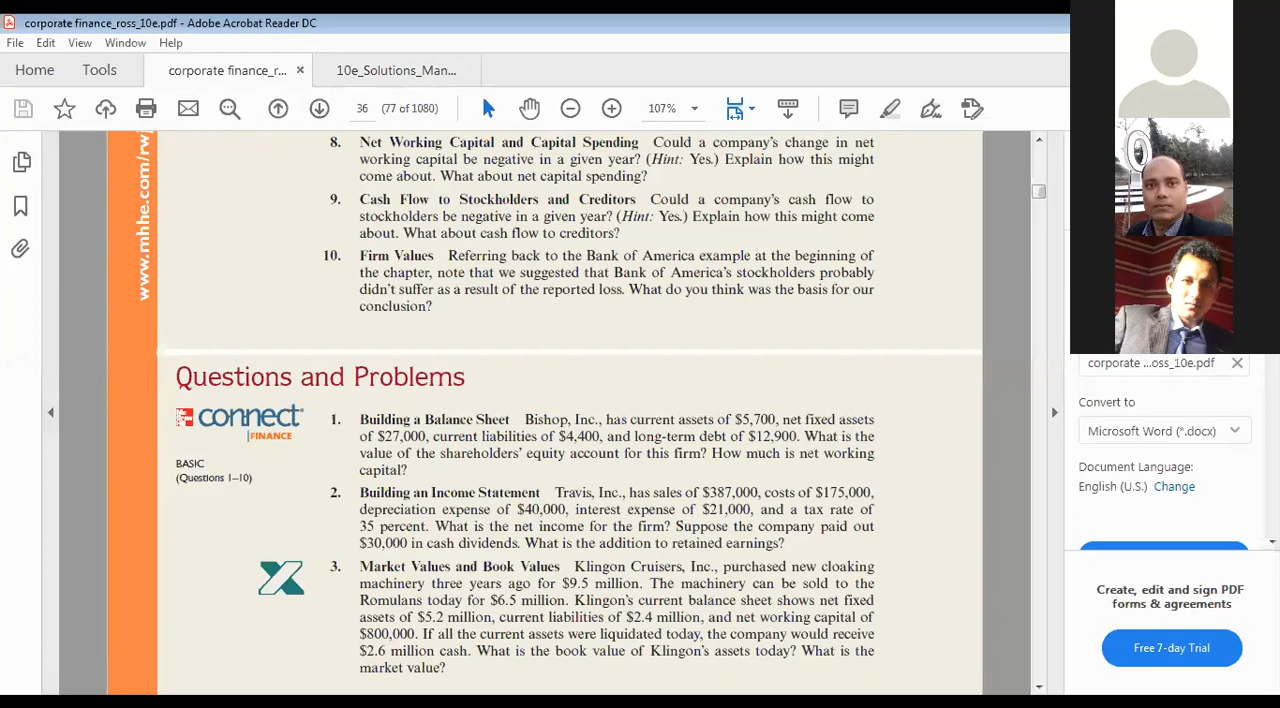 corporate finance_ross_10e.pdf - Adobe Acrobat Reader DC
File Edit View Window Help
Home Tools corporate finance_r... × 10e_Solutions_Man...
36 (77 of 1080) 107%
www.mhhe.com/rwj
8. Net Working Capital and Capital Spending Could a company's change in net
working capital be negative in a given year? (Hint: Yes.) Explain how this might
come about. What about net capital spending?
9. Cash Flow to Stockholders and Creditors Could a company's cash flow to
stockholders be negative in a given year? (Hint: Yes.) Explain how this might come
about. What about cash flow to creditors?
10. Firm Values Referring back to the Bank of America example at the beginning of
the chapter, note that we suggested that Bank of America's stockholders probably
didn't suffer as a result of the reported loss. What do you think was the basis for our
conclusion?
Questions and Problems
connect
FINANCE
BASIC
(Questions 1–10)
1. Building a Balance Sheet Bishop, Inc., has current assets of $5,700, net fixed assets
of $27,000, current liabilities of $4,400, and long-term debt of $12,900. What is the
value of the shareholders' equity account for this firm? How much is net working
capital?
2. Building an Income Statement Travis, Inc., has sales of $387,000, costs of $175,000,
depreciation expense of $40,000, interest expense of $21,000, and a tax rate of
35 percent. What is the net income for the firm? Suppose the company paid out
$30,000 in cash dividends. What is the addition to retained earnings?
3. Market Values and Book Values Klingon Cruisers, Inc., purchased new cloaking
machinery three years ago for $9.5 million. The machinery can be sold to the
Romulans today for $6.5 million. Klingon's current balance sheet shows net fixed
assets of $5.2 million, current liabilities of $2.4 million, and net working capital of
$800,000. If all the current assets were liquidated today, the company would receive
$2.6 million cash. What is the book value of Klingon's assets today? What is the
market value?
corporate ...oss_10e.pdf
Convert to
Microsoft Word (*.docx)
Document Language:
English (U.S.) Change
Create, edit and sign PDF
forms & agreements
Free 7-day Trial